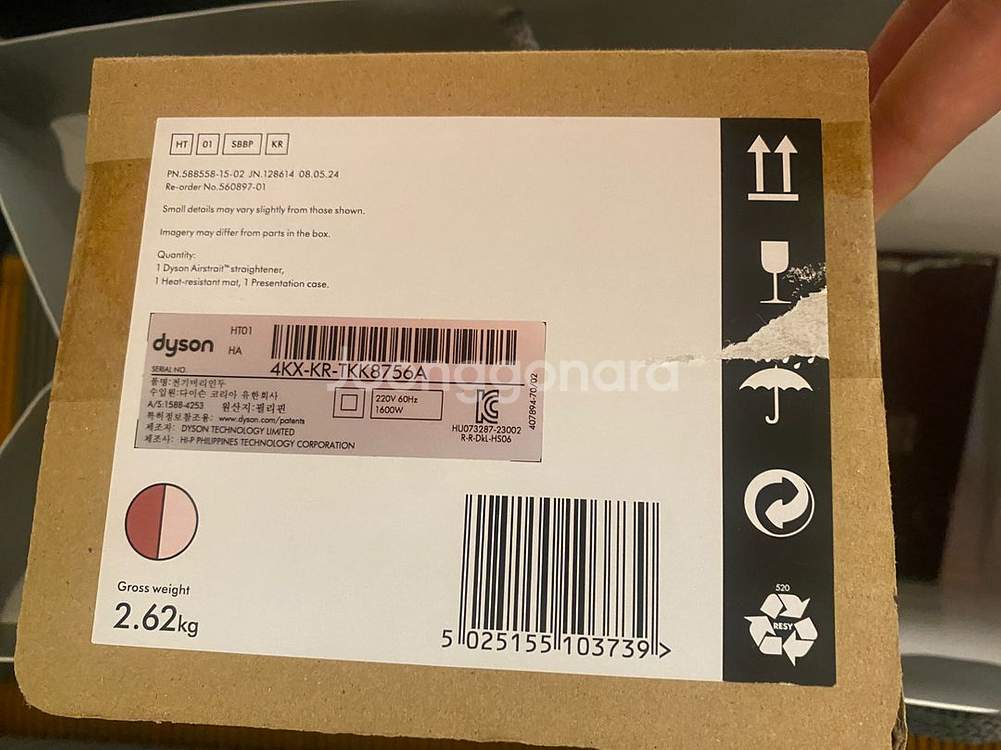 HT 01 SBBP KR
PN.588558-15-02 JN.128614 08.05.24
Re-order No.560897-01
Small details may vary slightly from those shown.
Imagery may differ from parts in the box.
Quantity:
1 Dyson Airstrait™ straightener,
1 Heat-resistant mat, 1 Presentation case.
dyson HT01
HA
SERIAL NO. 4KX-KR-TKK8756A
품명:전기머리인두
수입원:다이슨 코리아 유한회사
A/S:1588-4253 원산지:필리핀
특허정보참조용: www.dyson.com/patents
제조자: DYSON TECHNOLOGY LIMITED
제조사: HI-P PHILIPPINES TECHNOLOGY CORPORATION
220V 60Hz
1600W
HU073287-23002
R-R-DkL-HS06
407894-70/02
joonggonara
Gross weight
2.62kg
5 025155 103739 >
520
RESY